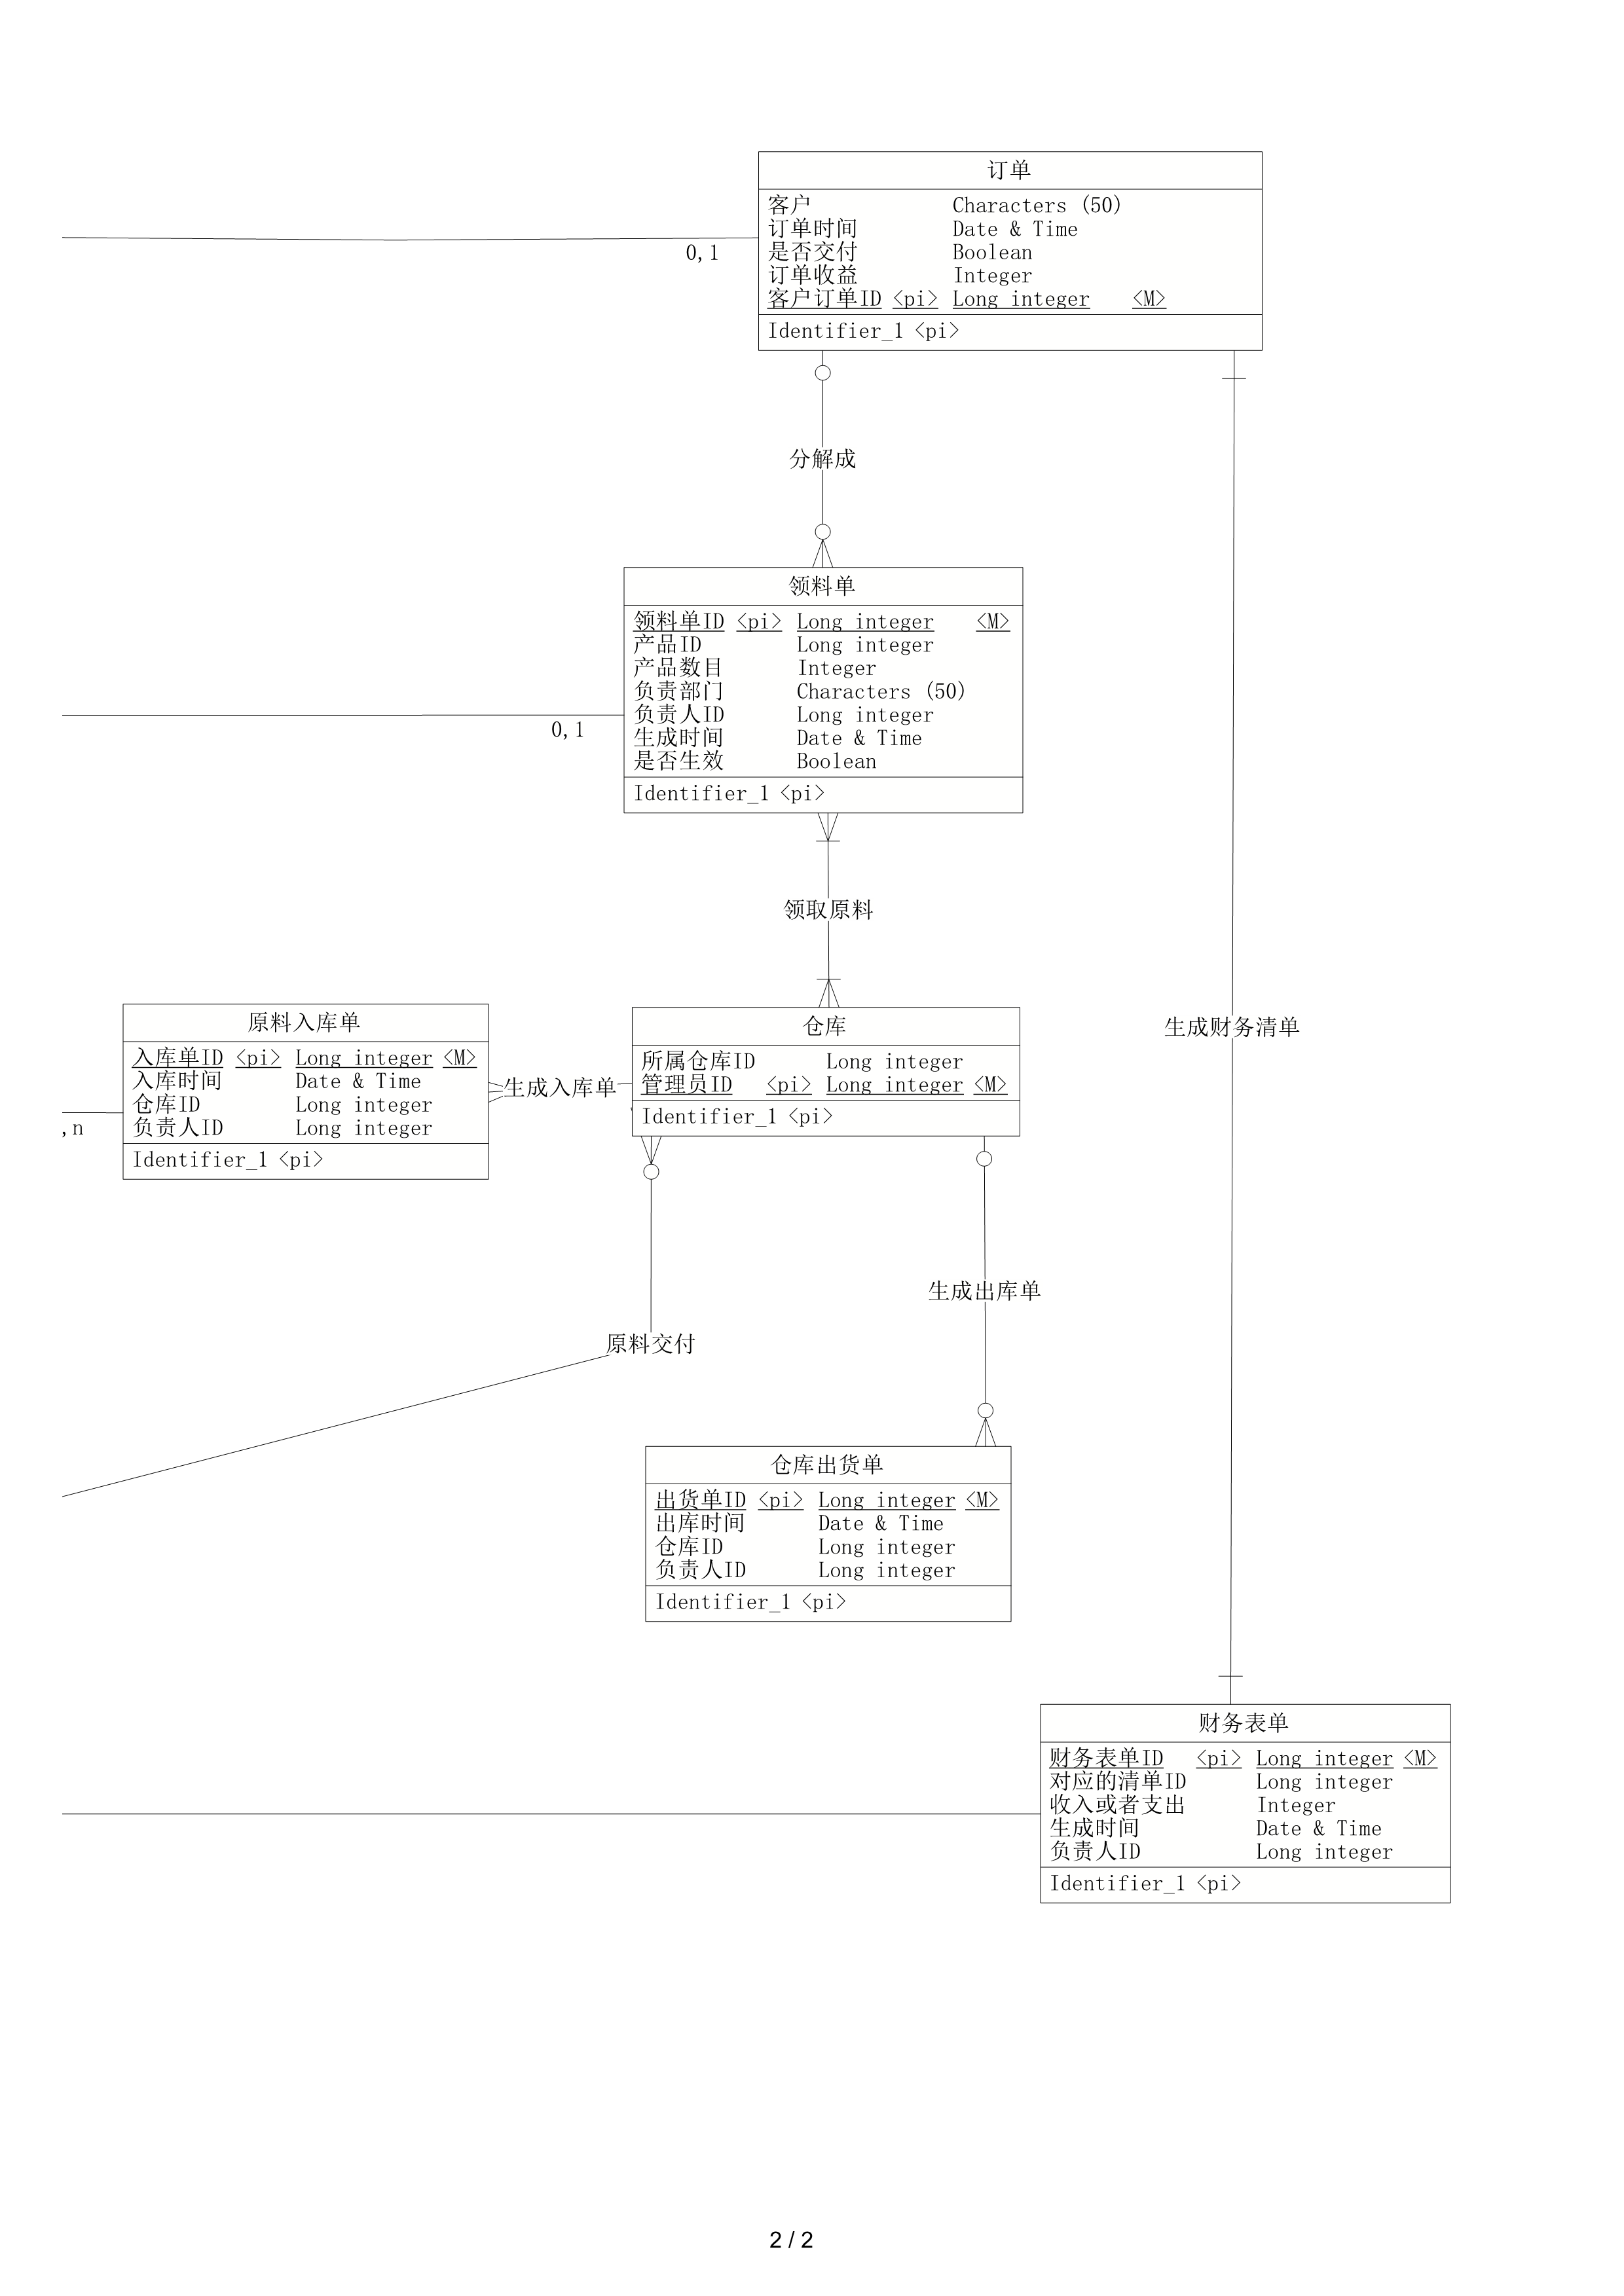 订单
客户 Characters (50)
订单时间 Date & Time
是否交付 Boolean
订单收益 Integer
客户订单ID <pi> Long integer <M>
Identifier_1 <pi>
0,1
分解成
领料单
领料单ID <pi> Long integer <M>
产品ID Long integer
产品数目 Integer
负责部门 Characters (50)
负责人ID Long integer
生成时间 Date & Time
是否生效 Boolean
Identifier_1 <pi>
0,1
领取原料
生成财务清单
原料入库单
入库单ID <pi> Long integer <M>
入库时间 Date & Time
仓库ID Long integer
负责人ID Long integer
Identifier_1 <pi>
,n
生成入库单
仓库
所属仓库ID Long integer
管理员ID <pi> Long integer <M>
Identifier_1 <pi>
生成出库单
原料交付
仓库出货单
出货单ID <pi> Long integer <M>
出库时间 Date & Time
仓库ID Long integer
负责人ID Long integer
Identifier_1 <pi>
财务表单
财务表单ID <pi> Long integer <M>
对应的清单ID Long integer
收入或者支出 Integer
生成时间 Date & Time
负责人ID Long integer
Identifier_1 <pi>
2 / 2